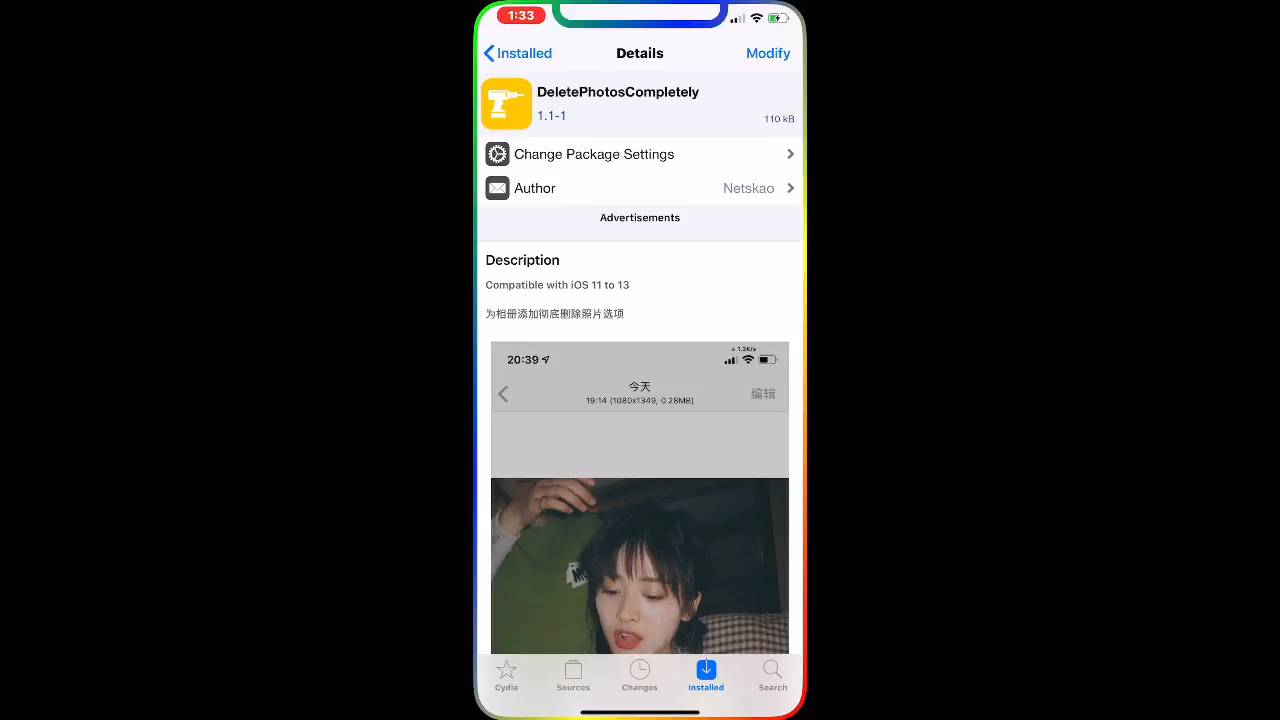 1:33
Installed
Details
Modify
DeletePhotosCompletely
1.1-1
110 kB
Change Package Settings
Author
Netskao
Advertisements
Description
Compatible with iOS 11 to 13
为相册添加彻底删除照片选项
↓ 1.3K/s
20:39
今天
19:14 (1080x1349, 0.28MB)
编辑
Cydia
Sources
Changes
Installed
Search